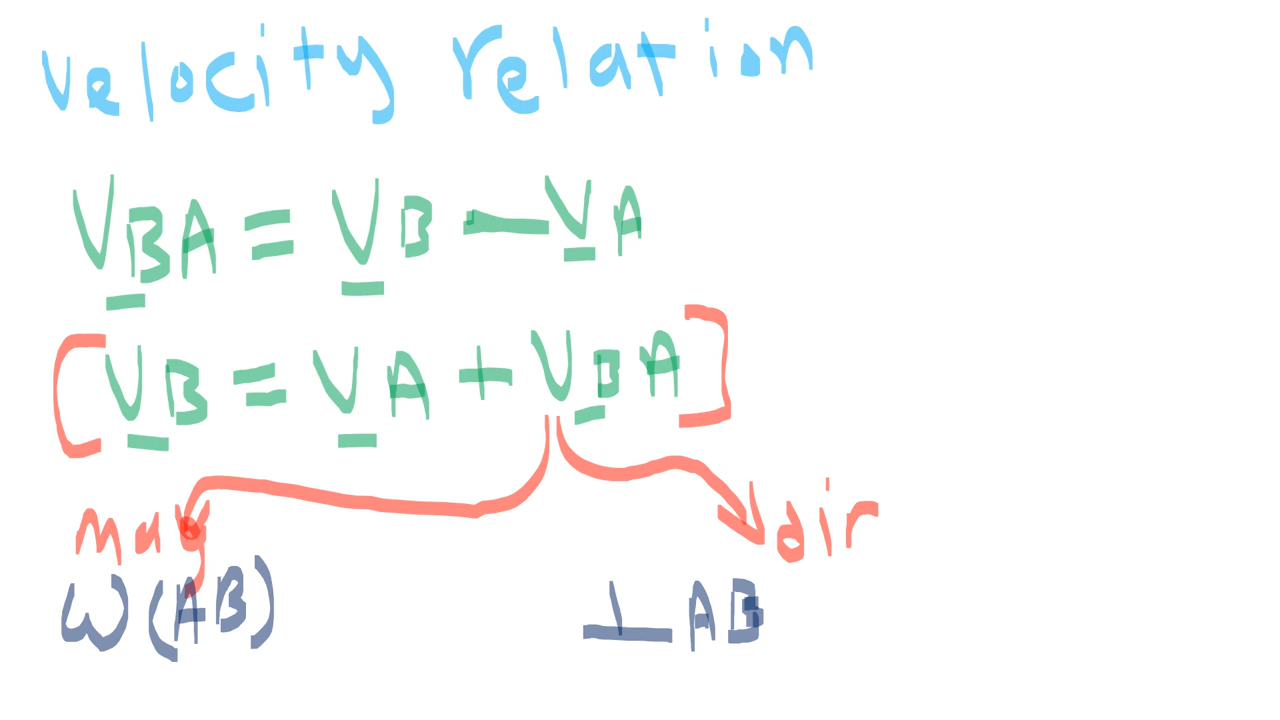 velocity relation
VBA = VB - VA
[VB = VA + VBA]
mag dir
ω(AB) ⊥ AB